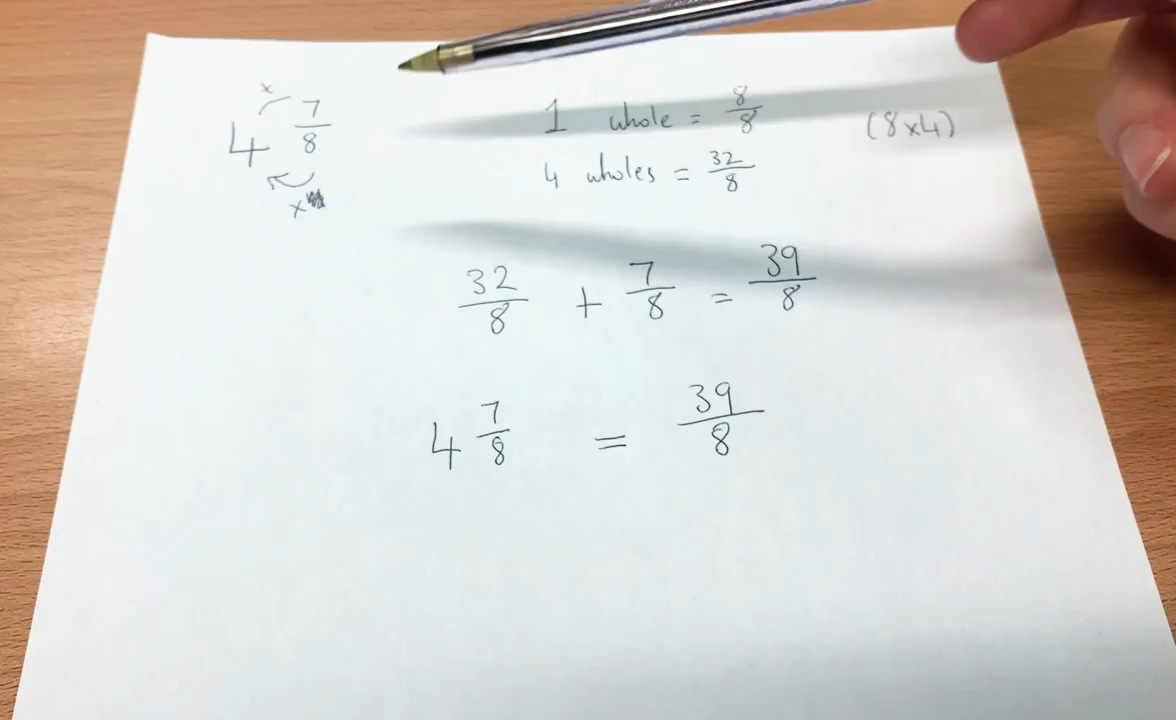 4 7/8
x
x
1 whole = 8/8 (8x4)
4 wholes = 32/8
32/8 + 7/8 = 39/8
4 7/8 = 39/8